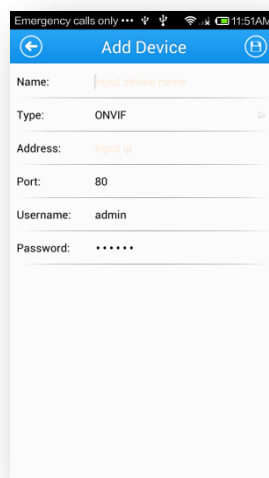 Emergency calls only ••• 11:51AM
Add Device
Name: Input device name
Type: ONVIF
Address: Input ip
Port: 80
Username: admin
Password: ••••••